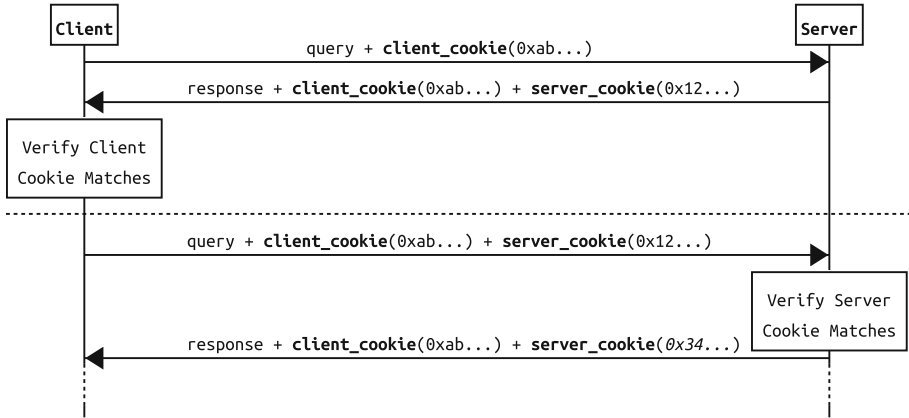 Client
Server
query + client_cookie(0xab...)
response + client_cookie(0xab...) + server_cookie(0x12...)
Verify Client
Cookie Matches
query + client_cookie(0xab...) + server_cookie(0x12...)
Verify Server
Cookie Matches
response + client_cookie(0xab...) + server_cookie(0x34...)